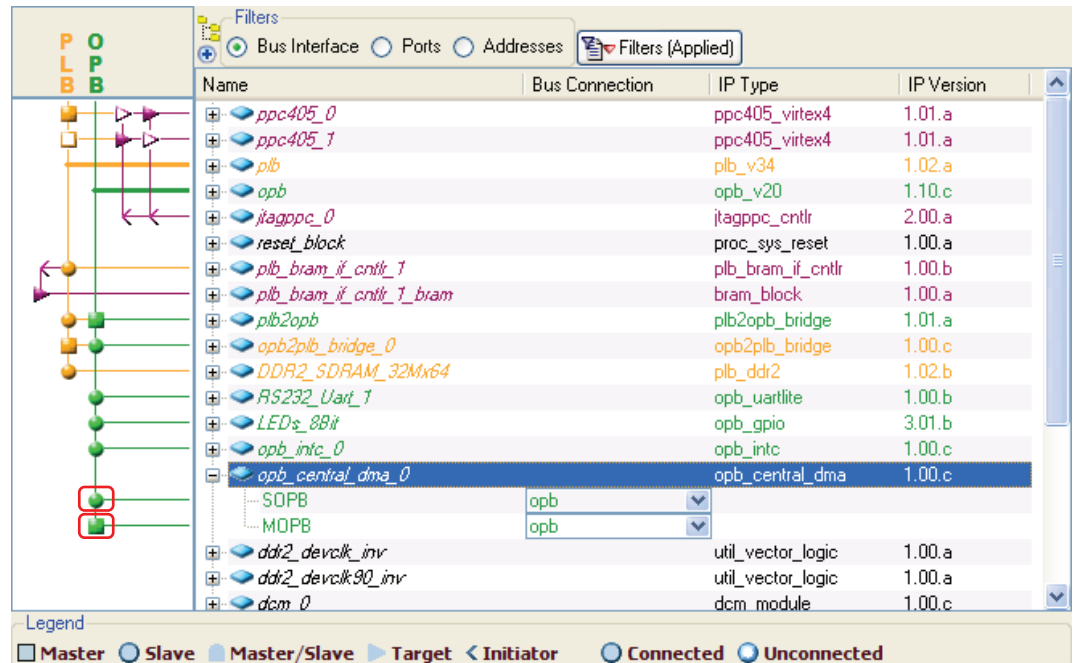 PLB OPB
Filters
Bus Interface Ports Addresses Filters (Applied)
Name Bus Connection IP Type IP Version
ppc405_0 ppc405_virtex4 1.01.a
ppc405_1 ppc405_virtex4 1.01.a
plb plb_v34 1.02.a
opb opb_v20 1.10.c
jtagppc_0 jtagppc_cntlr 2.00.a
reset_block proc_sys_reset 1.00.a
plb_bram_if_cntlr_1 plb_bram_if_cntlr 1.00.b
plb_bram_if_cntlr_1_bram bram_block 1.00.a
plb2opb plb2opb_bridge 1.01.a
opb2plb_bridge_0 opb2plb_bridge 1.00.c
DDR2_SDRAM_32Mx64 plb_ddr2 1.02.b
RS232_Uart_1 opb_uartlite 1.00.b
LEDs_8Bit opb_gpio 3.01.b
opb_intc_0 opb_intc 1.00.c
opb_central_dma_0 opb_central_dma 1.00.c
SOPB opb
MOPB opb
ddr2_devclk_inv util_vector_logic 1.00.a
ddr2_devclk90_inv util_vector_logic 1.00.a
dcm_0 dcm_module 1.00.c
Legend
Master Slave Master/Slave Target Initiator Connected Unconnected